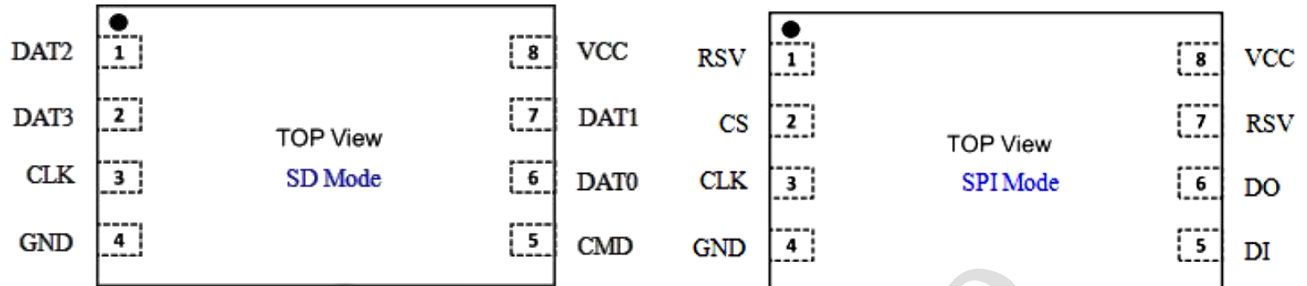 DAT2 1 8 VCC
DAT3 2 7 DAT1
TOP View
CLK 3 SD Mode 6 DAT0
GND 4 5 CMD
RSV 1 8 VCC
CS 2 7 RSV
TOP View
CLK 3 SPI Mode 6 DO
GND 4 5 DI